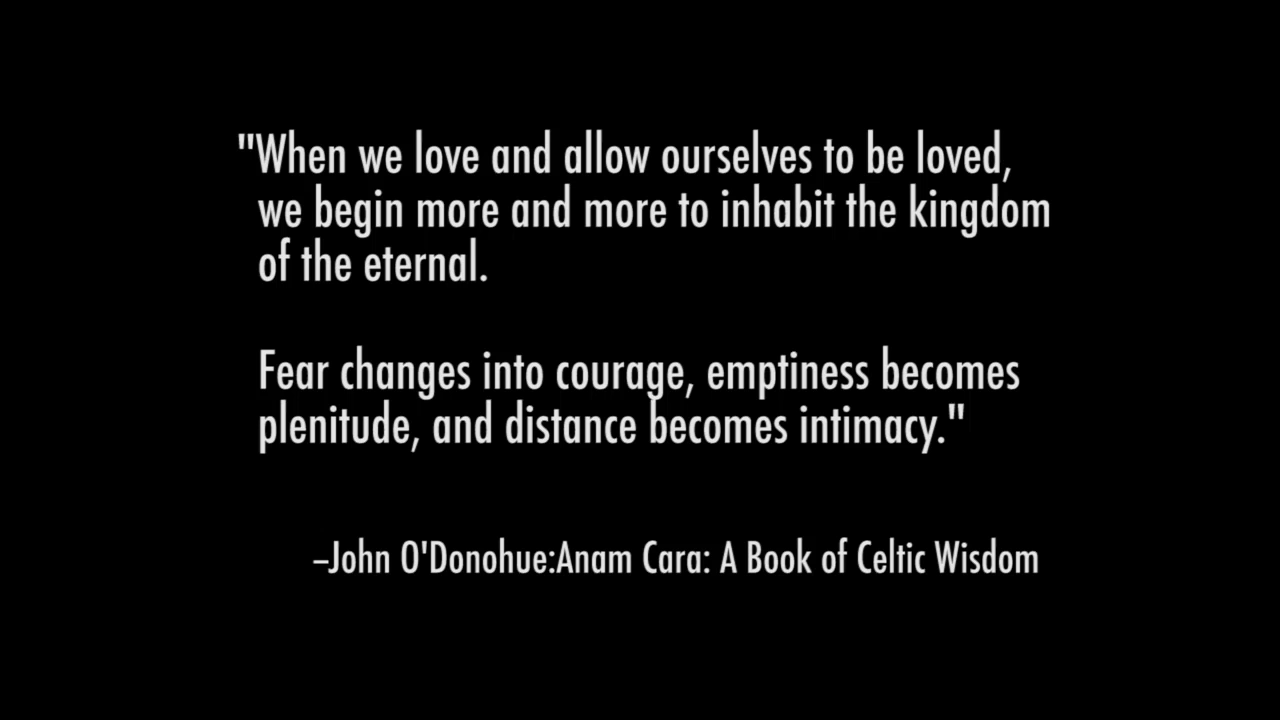 "When we love and allow ourselves to be loved,
we begin more and more to inhabit the kingdom
of the eternal.
Fear changes into courage, emptiness becomes
plenitude, and distance becomes intimacy."
–John O'Donohue:Anam Cara: A Book of Celtic Wisdom